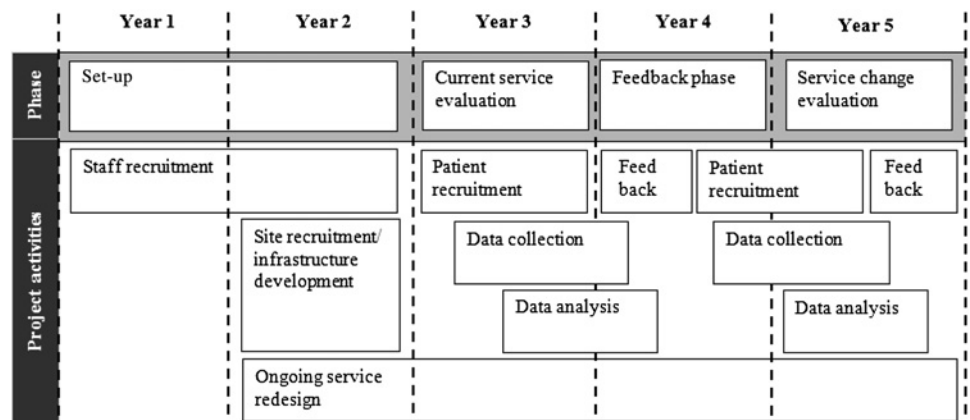 Year 1
Year 2
Year 3
Year 4
Year 5
Phase
Set-up
Current service
evaluation
Feedback phase
Service change
evaluation
Project activities
Staff recruitment
Patient
recruitment
Feed
back
Patient
recruitment
Feed
back
Site recruitment/
infrastructure
development
Data collection
Data collection
Data analysis
Data analysis
Ongoing service
redesign